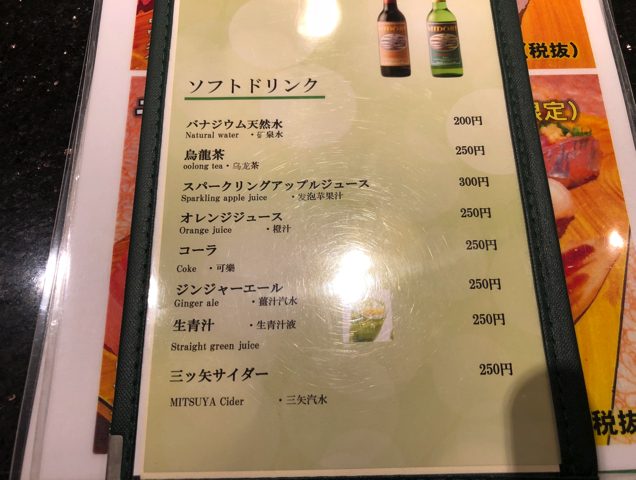 ソフトドリンク
バナジウム天然水 200円
Natural water ・矿泉水
烏龍茶 250円
oolong tea・乌龙茶
スパークリングアップルジュース 300円
Sparkling apple juice ・发泡苹果汁
オレンジジュース 250円
Orange juice ・橙汁
コーラ 250円
Coke ・可樂
ジンジャーエール 250円
Ginger ale ・薑汁汽水
生青汁 ・生青汁液 250円
Straight green juice
三ッ矢サイダー 250円
MITSUYA Cider ・三矢汽水
(税抜)
限定)
税抜